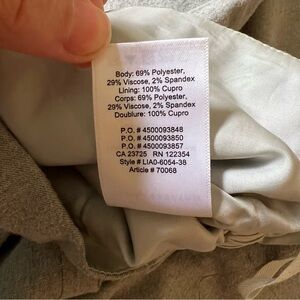 Body: 69% Polyester,
29% Viscose, 2% Spandex
Lining: 100% Cupro
Corps: 69% Polyester,
29% Viscose, 2% Spandex
Doublure: 100% Cupro
P.O. # 4500093848
P.O. # 4500093850
P.O. # 4500093857
CA 23725 RN 122354
Style # LIA0-6054-38
Article # 70068